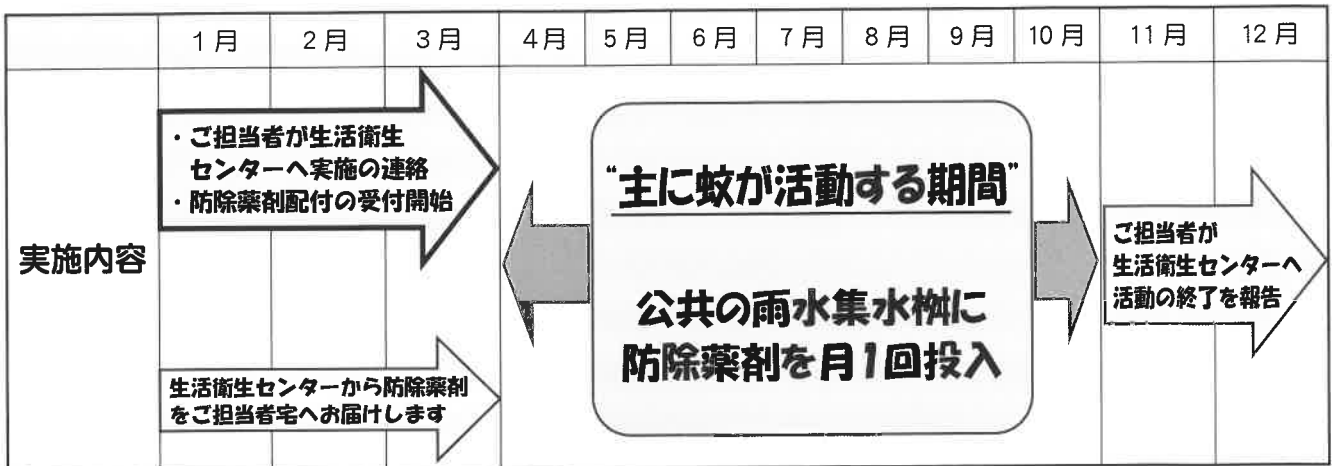 1月 2月 3月 4月 5月 6月 7月 8月 9月 10月 11月 12月
実施内容
・ご担当者が生活衛生
センターへ実施の連絡
・防除薬剤配付の受付開始
生活衛生センターから防除薬剤
をご担当者宅へお届けします
“主に蚊が活動する期間”
公共の雨水集水桝に
防除薬剤を月1回投入
ご担当者が
生活衛生センターへ
活動の終了を報告